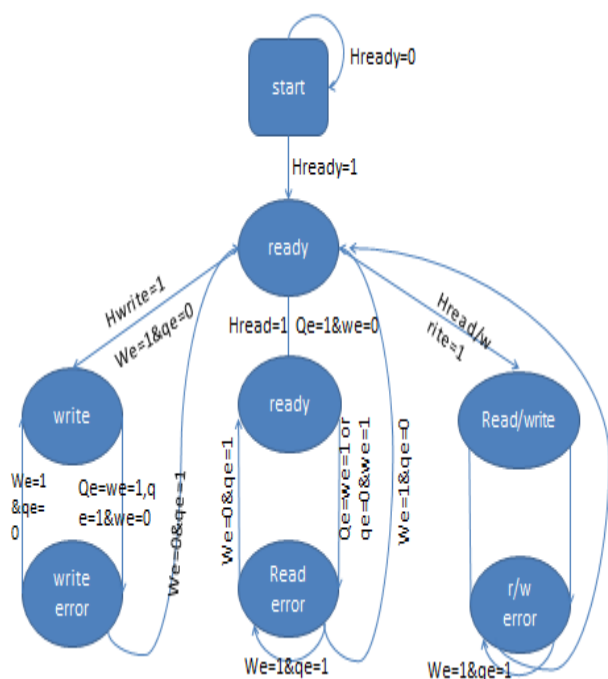 Hready=0
start
Hready=1
ready
Hwrite=1
We=1&qe=0
Hread=1
Qe=1&we=0
Hread/w
rite=1
write
ready
Read/write
We=1
&qe=
0
Qe=we=1,q
e=1&we=0
We=0&qe=1
We=0&qe=1
Qe=we=1 or
qe=0&we=1
We=1&qe=0
write
error
Read
error
r/w
error
We=1&qe=1
We=1&qe=1